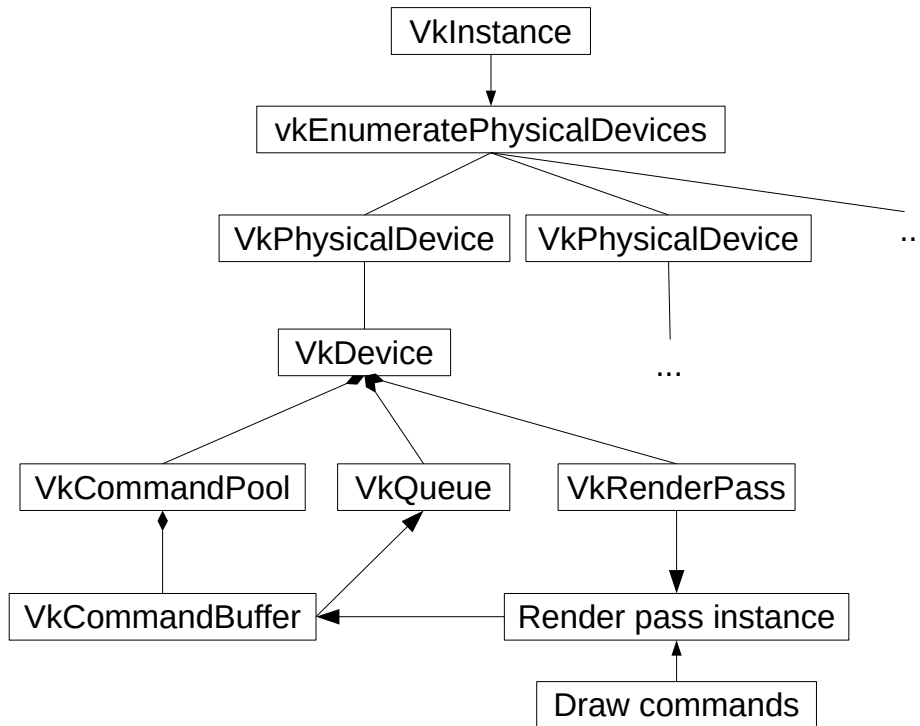 VkInstance
vkEnumeratePhysicalDevices
VkPhysicalDevice
VkPhysicalDevice
..
VkDevice
...
VkCommandPool
VkQueue
VkRenderPass
VkCommandBuffer
Render pass instance
Draw commands